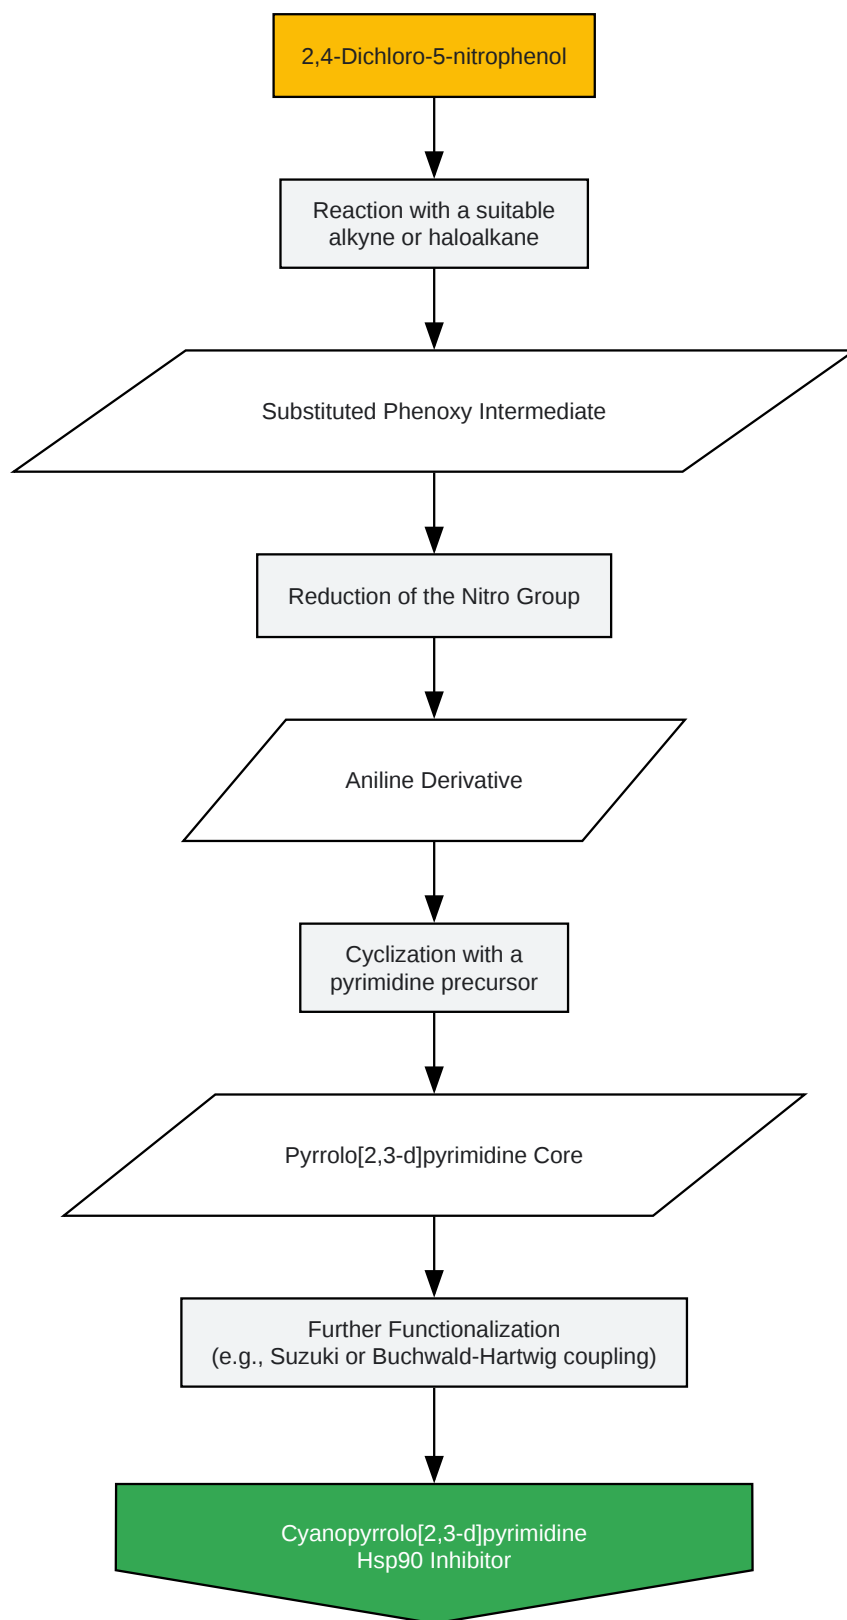 2,4-Dichloro-5-nitrophenol
Reaction with a suitable
alkyne or haloalkane
Substituted Phenoxy Intermediate
Reduction of the Nitro Group
Aniline Derivative
Cyclization with a
pyrimidine precursor
Pyrrolo[2,3-d]pyrimidine Core
Further Functionalization
(e.g., Suzuki or Buchwald-Hartwig coupling)
Cyanopyrrolo[2,3-d]pyrimidine
Hsp90 Inhibitor